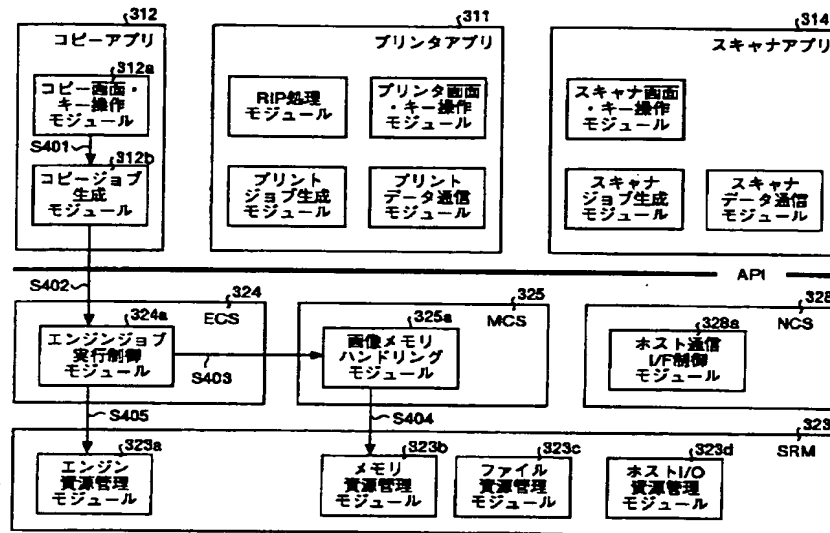 312
コピーアプリ
312a
コピー画面・
キー操作
モジュール
S401
312b
コピージョブ
生成
モジュール
311
プリンタアプリ
RIP処理
モジュール
プリンタ画面
・キー操作
モジュール
プリント
ジョブ生成
モジュール
プリント
データ通信
モジュール
314
スキャナアプリ
スキャナ画面
・キー操作
モジュール
スキャナ
ジョブ生成
モジュール
スキャナ
データ通信
モジュール
API
S402
324
ECS
324a
エンジンジョブ
実行制御
モジュール
S403
325
MCS
325a
画像メモリ
ハンドリング
モジュール
328
NCS
328a
ホスト通信
I/F制御
モジュール
S405
S404
323
SRM
323a
エンジン
資源管理
モジュール
323b
メモリ
資源管理
モジュール
323c
ファイル
資源管理
モジュール
323d
ホストI/O
資源管理
モジュール